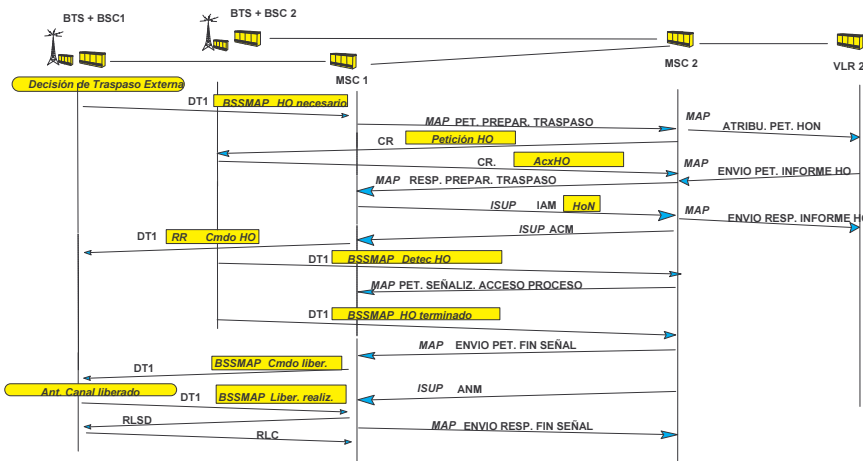 BTS + BSC1
BTS + BSC 2
MSC 1
MSC 2
VLR 2
Decisión de Traspaso Externa
DT1 BSSMAP HO necesario
MAP PET. PREPAR. TRASPASO
MAP
ATRIBU. PET. HON
CR Petición HO
CR. AcxHO
MAP
ENVIO PET. INFORME HO
MAP RESP. PREPAR. TRASPASO
ISUP IAM HoN
MAP
ENVIO RESP. INFORME HO
ISUP ACM
DT1 RR Cmdo HO
DT1 BSSMAP Detec HO
MAP PET. SEÑALIZ. ACCESO PROCESO
DT1 BSSMAP HO terminado
MAP ENVIO PET. FIN SEÑAL
DT1 BSSMAP Cmdo liber.
Ant. Canal liberado
DT1 BSSMAP Liber. realiz.
ISUP ANM
RLSD
RLC
MAP ENVIO RESP. FIN SEÑAL